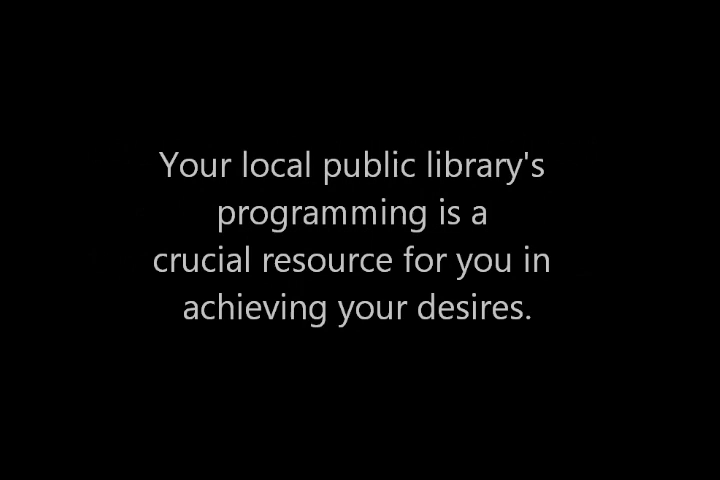 Your local public library's
programming is a
crucial resource for you in
achieving your desires.